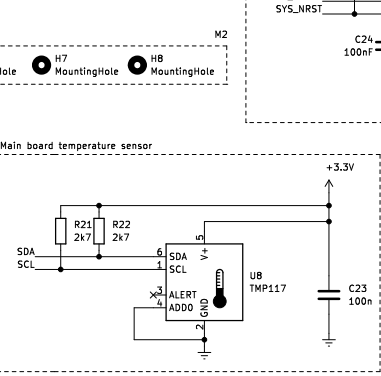 SYS_NRST
M2
C24
100nF
H7
MountingHole
H8
MountingHole
Hole
Main board temperature sensor
+3.3V
R21
2k7
R22
2k7
5
V+
SDA
6
SDA
SCL
1
SCL
U8
TMP117
C23
100n
3
ALERT
4
ADD0
GND
2